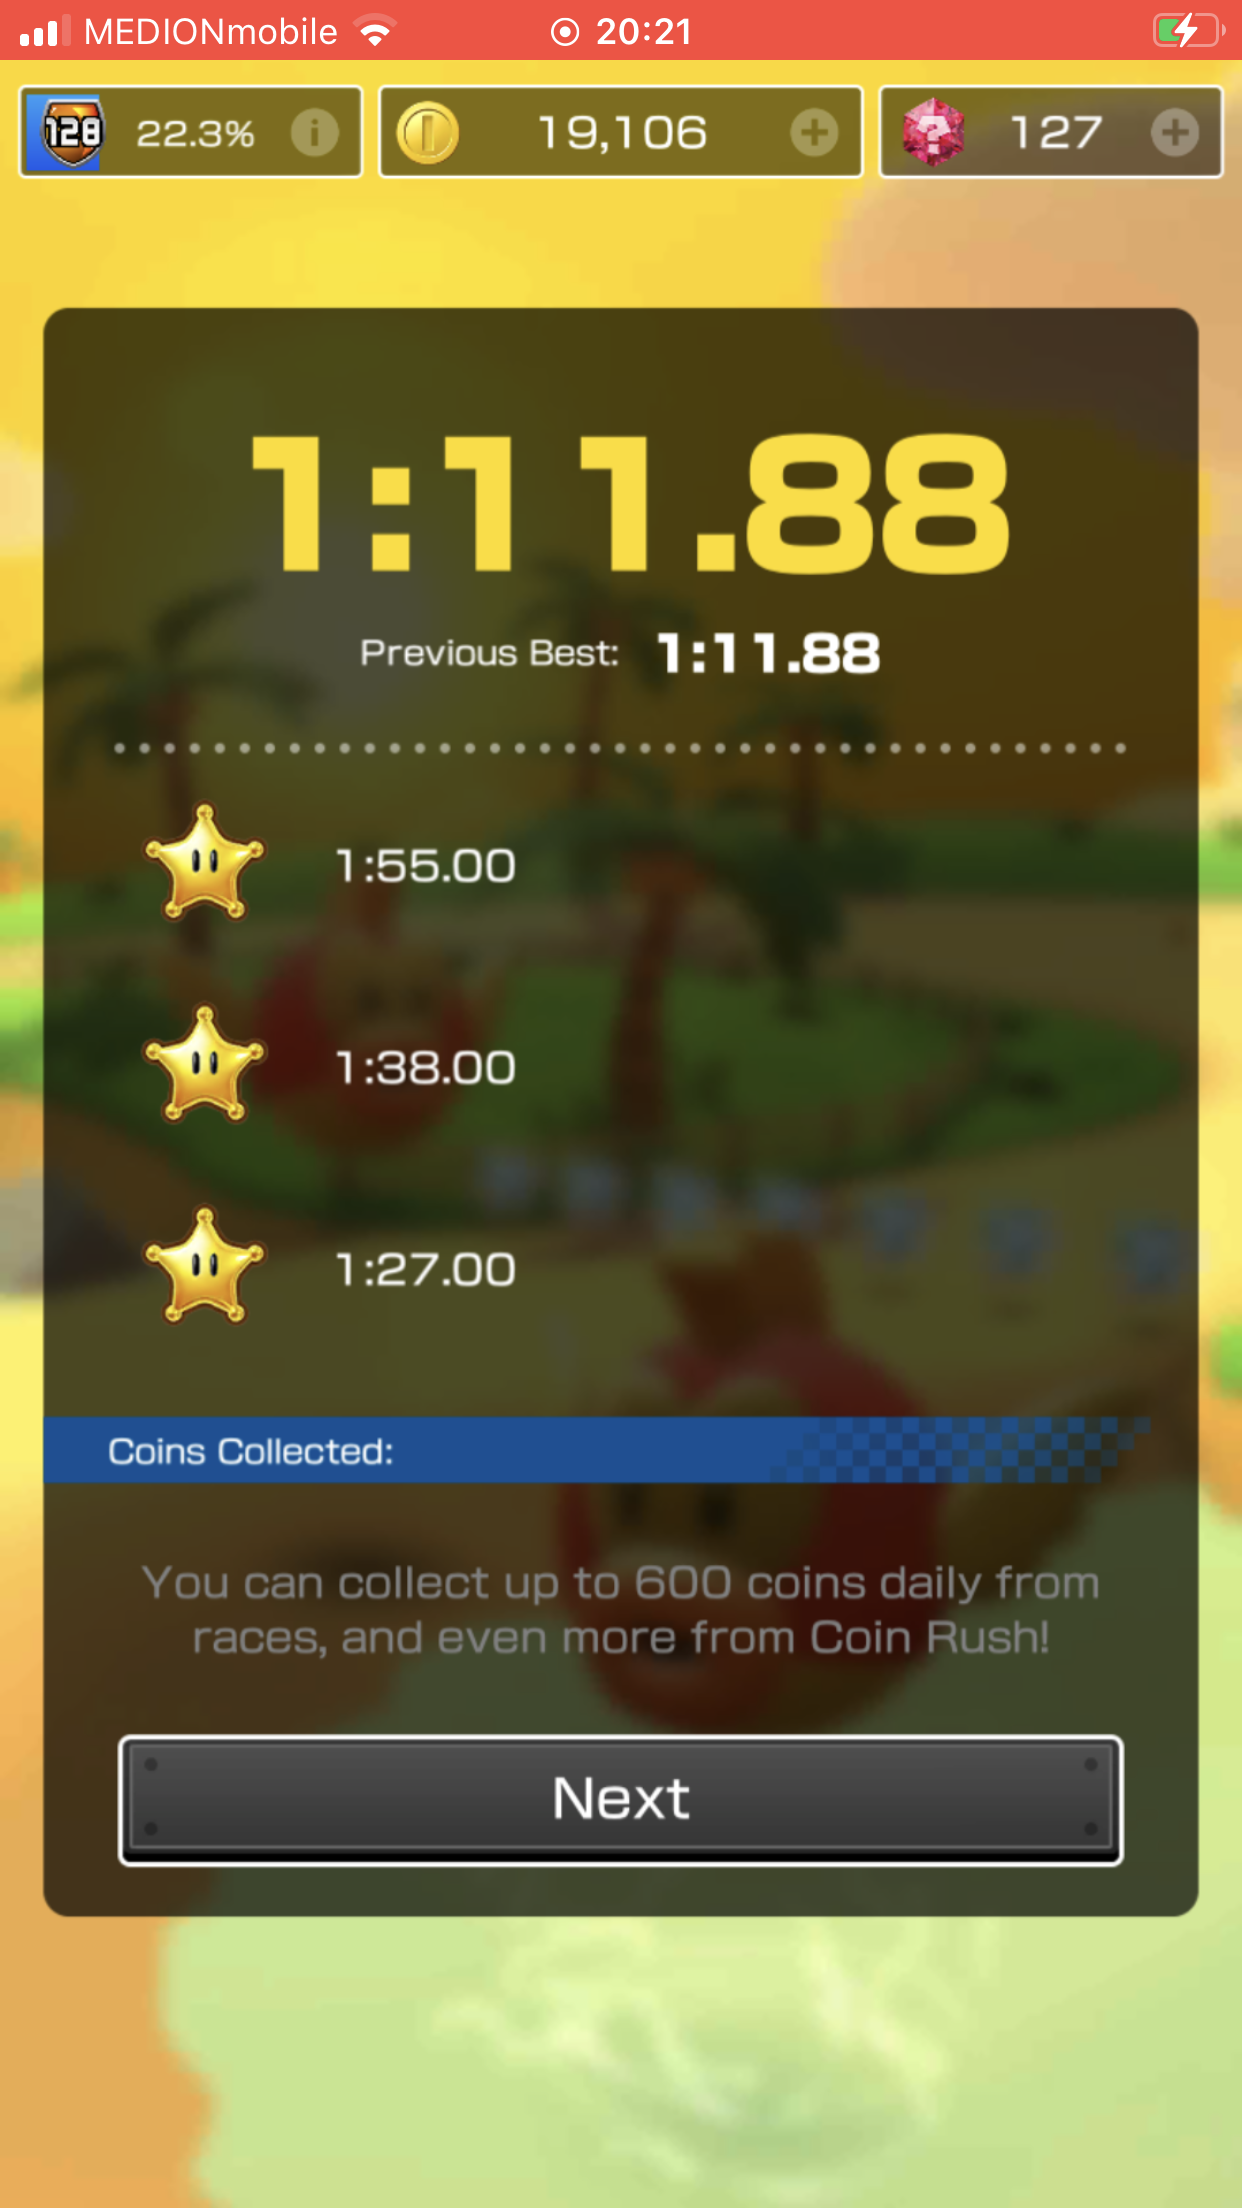 MEDIONmobile 20:21
128 22.3% 19,106 127
1:11.88
Previous Best: 1:11.88
1:55.00
1:38.00
1:27.00
Coins Collected:
You can collect up to 600 coins daily from
races, and even more from Coin Rush!
Next